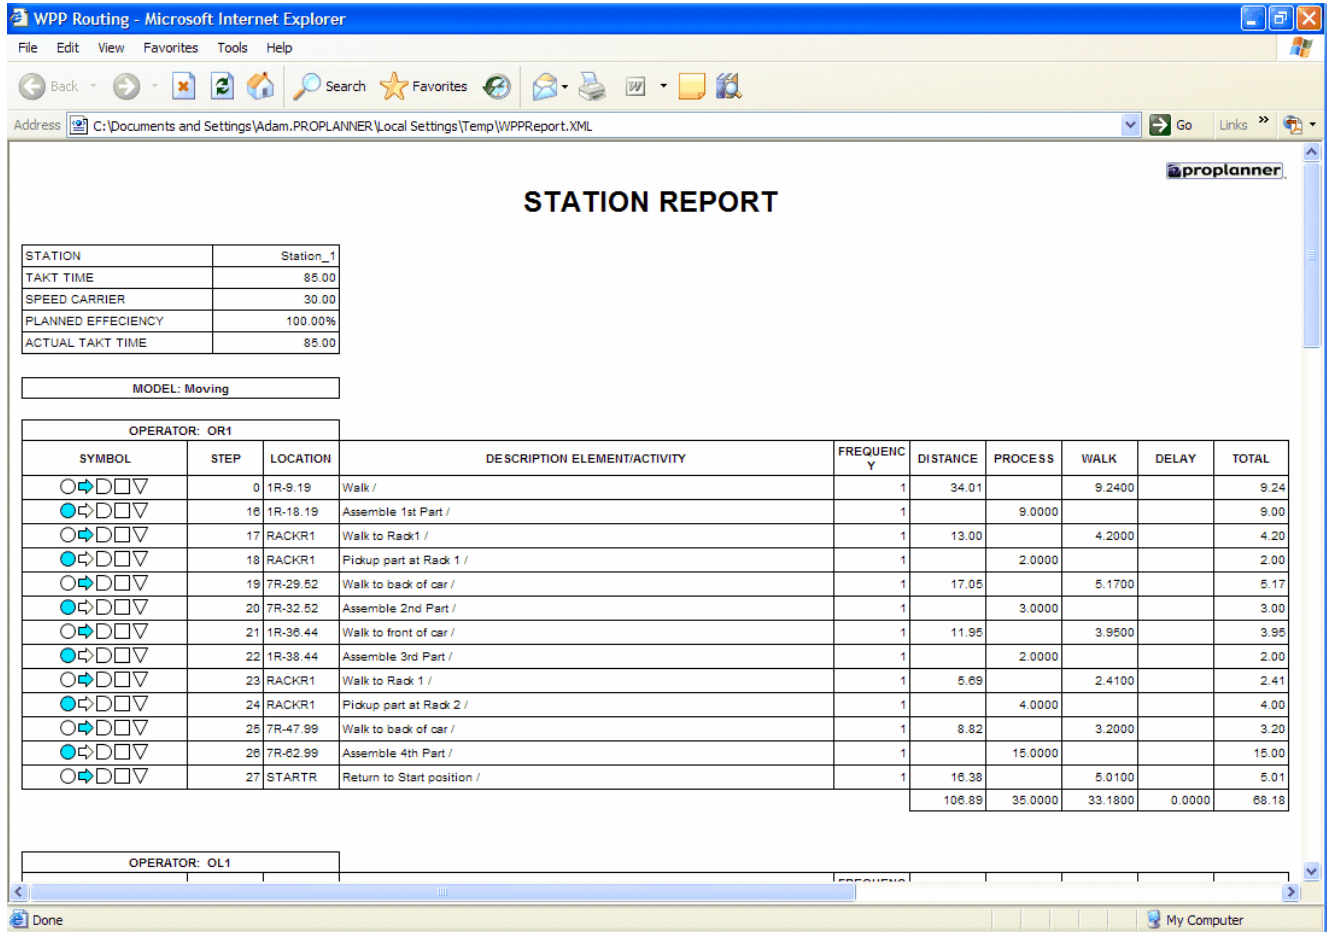 WPP Routing - Microsoft Internet Explorer
File Edit View Favorites Tools Help
Back Search Favorites
Address C:\Documents and Settings\Adam.PROPLANNER\Local Settings\Temp\WPPReport.XML Go Links »
proplanner
STATION REPORT
STATION Station_1
TAKT TIME 85.00
SPEED CARRIER 30.00
PLANNED EFFECIENCY 100.00%
ACTUAL TAKT TIME 85.00
MODEL: Moving
OPERATOR: OR1
SYMBOL STEP LOCATION DESCRIPTION ELEMENT/ACTIVITY FREQUENC
Y DISTANCE PROCESS WALK DELAY TOTAL
0 1R-9.19 Walk / 1 34.01 9.2400 9.24
16 1R-18.19 Assemble 1st Part / 1 9.0000 9.00
17 RACKR1 Walk to Rack1 / 1 13.00 4.2000 4.20
18 RACKR1 Pickup part at Rack 1 / 1 2.0000 2.00
19 7R-29.52 Walk to back of car / 1 17.05 5.1700 5.17
20 7R-32.52 Assemble 2nd Part / 1 3.0000 3.00
21 1R-36.44 Walk to front of car / 1 11.95 3.9500 3.95
22 1R-38.44 Assemble 3rd Part / 1 2.0000 2.00
23 RACKR1 Walk to Rack 1 / 1 5.69 2.4100 2.41
24 RACKR1 Pickup part at Rack 2 / 1 4.0000 4.00
25 7R-47.99 Walk to back of car / 1 8.82 3.2000 3.20
26 7R-62.99 Assemble 4th Part / 1 15.0000 15.00
27 STARTR Return to Start position / 1 16.38 5.0100 5.01
106.89 35.0000 33.1800 0.0000 68.18
OPERATOR: OL1
FREQUENC
Done My Computer